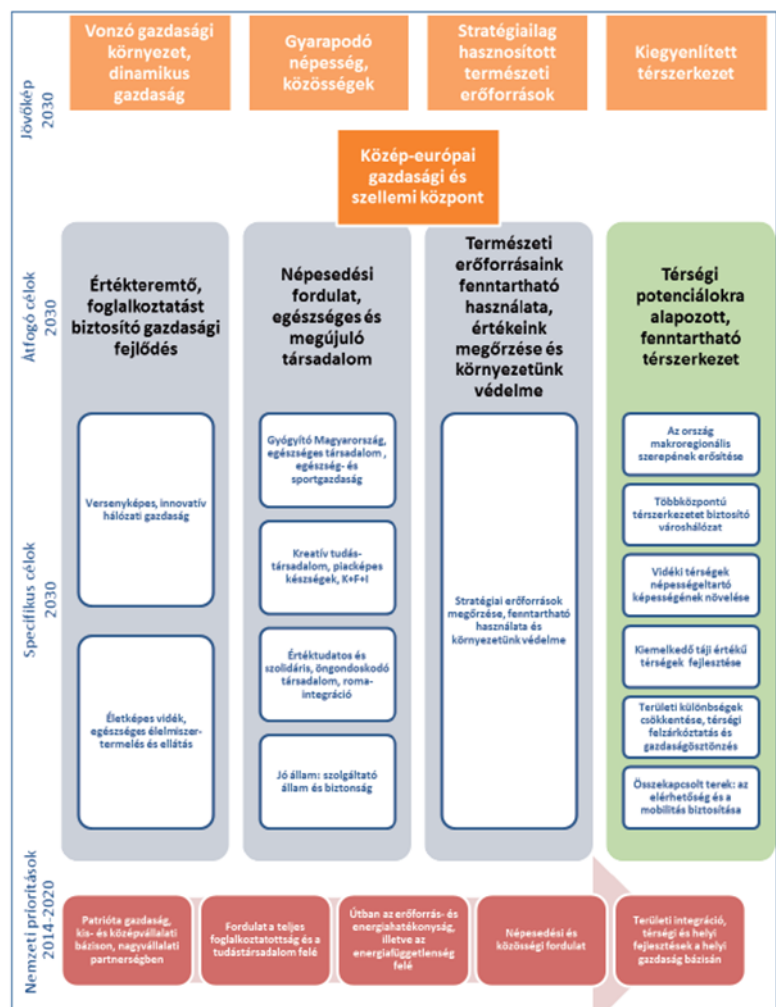 Jövőkép
2030
Vonzó gazdasági
környezet,
dinamikus
gazdaság
Gyarapodó
népesség,
közösségek
Stratégiailag
hasznosított
természeti
erőforrások
Kiegyenlített
térszerkezet
Közép-európai
gazdasági és
szellemi központ
Átfogó célok
2030
Értékteremtő,
foglalkoztatást
biztosító gazdasági
fejlődés
Népesedési
fordulat,
egészséges és
megújuló
társadalom
Természeti
erőforrásaink
fenntartható
használata,
értékeink
megőrzése és
környezetünk
védelme
Térségi
potenciálokra
alapozott,
fenntartható
térszerkezet
Specifikus célok
2030
Versenyképes, innovatív
hálózati gazdaság
Életképes vidék,
egészséges élelmiszer-
termelés és ellátás
Gyógyító Magyarország,
egészséges társadalom ,
egészség- és
sportgazdaság
Kreatív tudás-
társadalom, piacképes
készségek, K+F+I
Értéktudatos és
szolidáris, öngondoskodó
társadalom, roma-
integráció
Jó állam: szolgáltató
állam és biztonság
Stratégiai erőforrások
megőrzése, fenntartható
használata és
környezetünk védelme
Az ország
makroregionális
szerepének erősítése
Többközpontú
térszerkezetet biztosító
városhálózat
Vidéki térségek
népességeltartó
képességének növelése
Kiemelkedő táji értékű
térségek fejlesztése
Területi különbségek
csökkentése, térségi
felzárkóztatás és
gazdaságösztönzés
Összekapcsolt terek: az
elérhetőség és a
mobilitás biztosítása
Nemzeti prioritások
2014-2020
Patrióta gazdaság,
kis- és középvállalati
bázison, nagyvállalati
partnerségben
Fordulat a teljes
foglalkoztatottság és a
tudástársadalom felé
Útban az erőforrás- és
energiahatékonyság,
illetve az
energiafüggetlenség
felé
Népesedési és
közösségi fordulat
Területi integráció,
térségi és helyi
fejlesztések a helyi
gazdaság bázisán